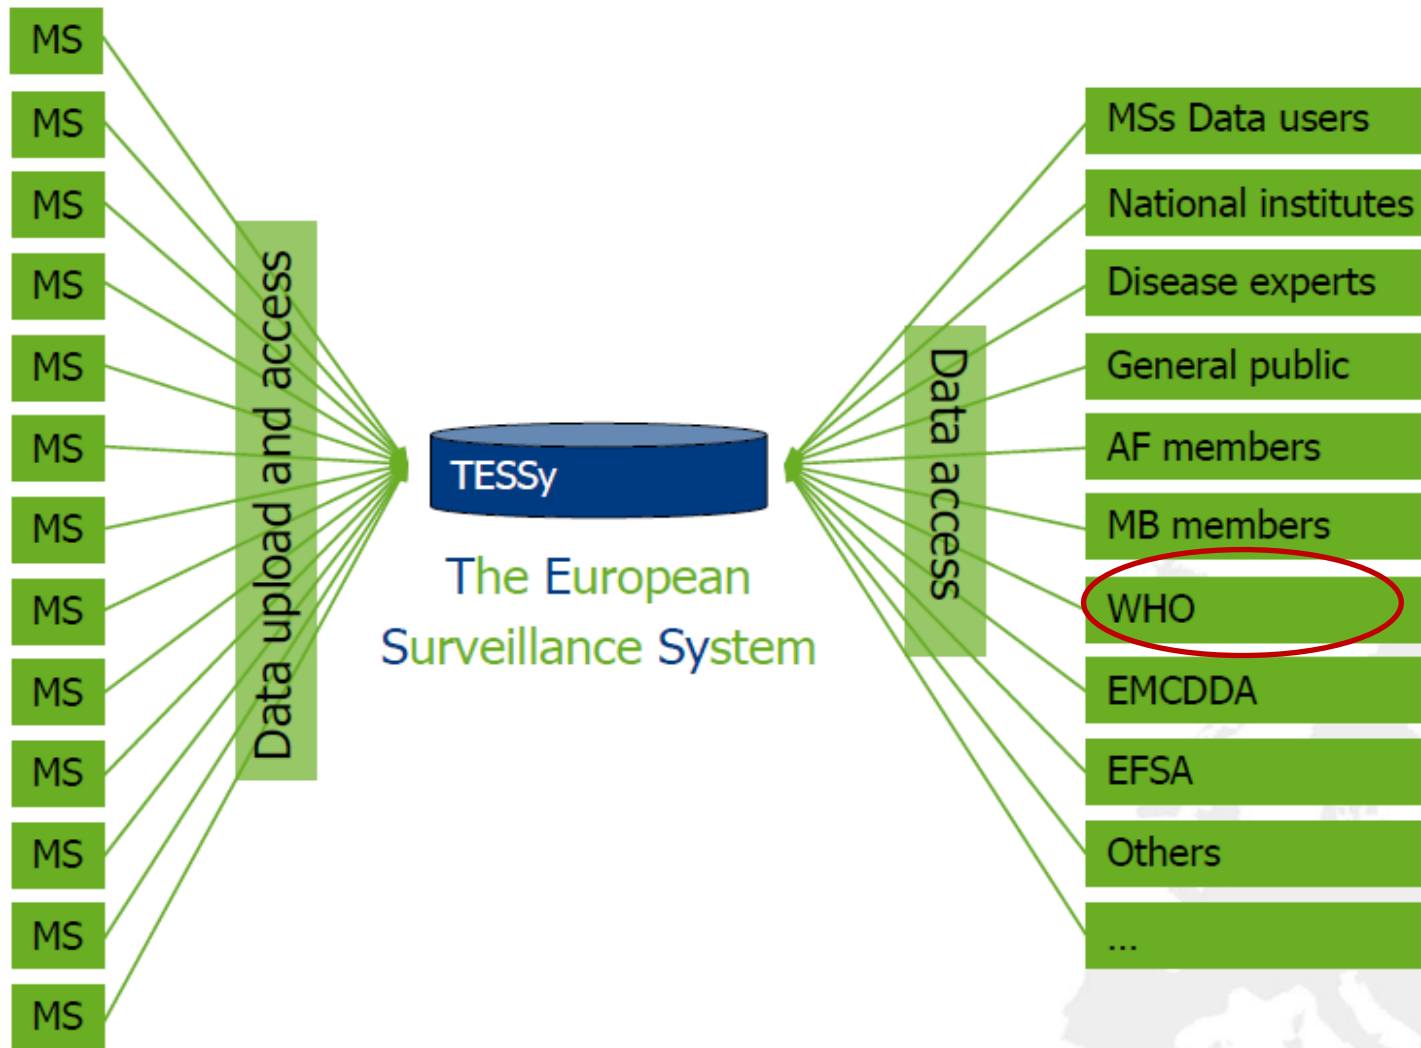 MS
MS
MS
MS
MS
MS
MS
MS
MS
MS
MS
MS
MS
Data upload and access
TESSy
The European
Surveillance System
Data access
MSs Data users
National institutes
Disease experts
General public
AF members
MB members
WHO
EMCDDA
EFSA
Others
...